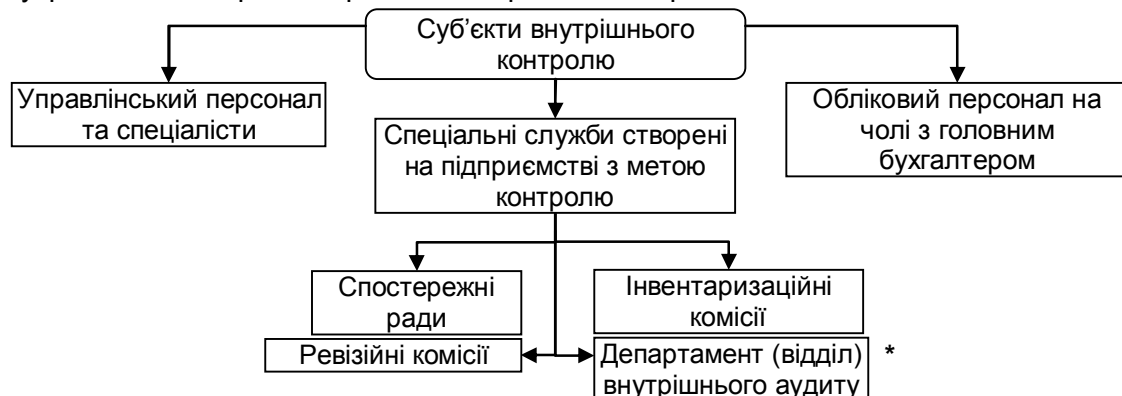 Суб’єкти внутрішнього
контролю
Управлінський персонал
та спеціалісти
Спеціальні служби створені
на підприємстві з метою
контролю
Обліковий персонал на
чолі з головним
бухгалтером
Спостережні
ради
Інвентаризаційні
комісії
Ревізійні комісії
Департамент (відділ) *
внутрішнього аудиту